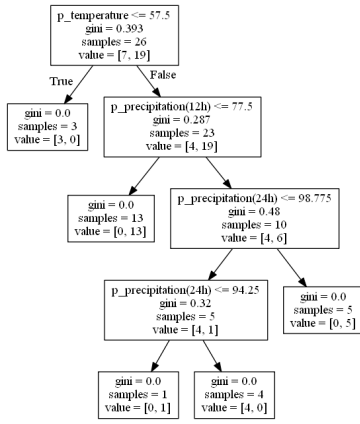 p_temperature <= 57.5
gini = 0.393
samples = 26
value = [7, 19]
True
False
gini = 0.0
samples = 3
value = [3, 0]
p_precipitation(12h) <= 77.5
gini = 0.287
samples = 23
value = [4, 19]
gini = 0.0
samples = 13
value = [0, 13]
p_precipitation(24h) <= 98.775
gini = 0.48
samples = 10
value = [4, 6]
p_precipitation(24h) <= 94.25
gini = 0.32
samples = 5
value = [4, 1]
gini = 0.0
samples = 5
value = [0, 5]
gini = 0.0
samples = 1
value = [0, 1]
gini = 0.0
samples = 4
value = [4, 0]